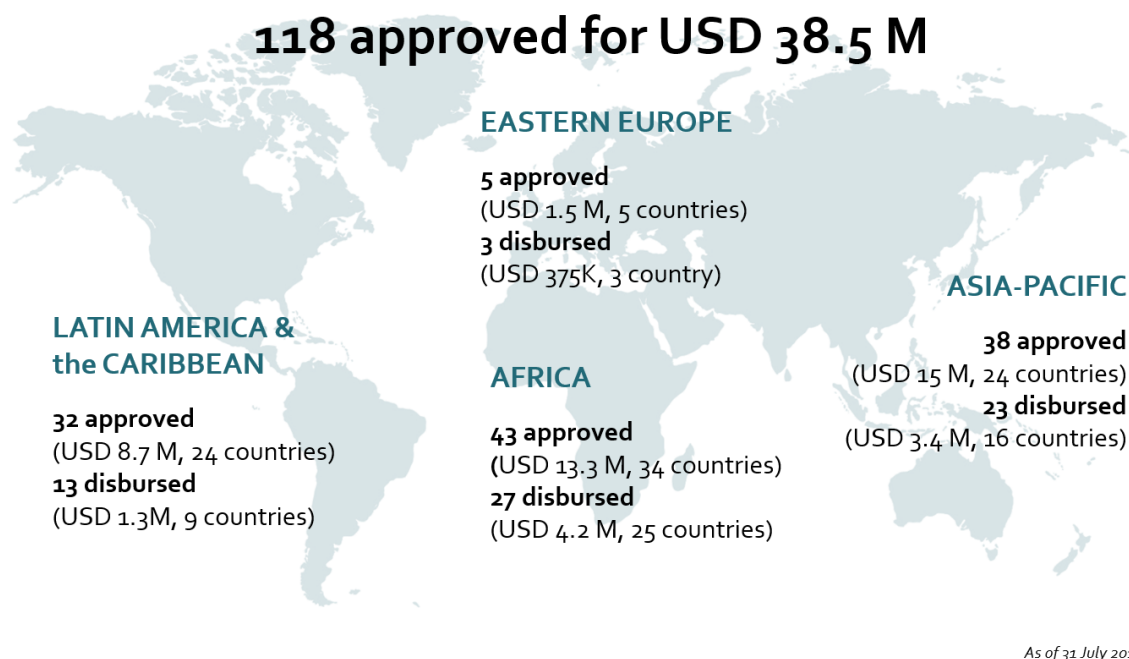 118 approved for USD 38.5 M
EASTERN EUROPE
5 approved
(USD 1.5 M, 5 countries)
3 disbursed
(USD 375K, 3 country)
ASIA-PACIFIC
38 approved
(USD 15 M, 24 countries)
23 disbursed
(USD 3.4 M, 16 countries)
LATIN AMERICA &
the CARIBBEAN
32 approved
(USD 8.7 M, 24 countries)
13 disbursed
(USD 1.3M, 9 countries)
AFRICA
43 approved
(USD 13.3 M, 34 countries)
27 disbursed
(USD 4.2 M, 25 countries)
As of 31 July